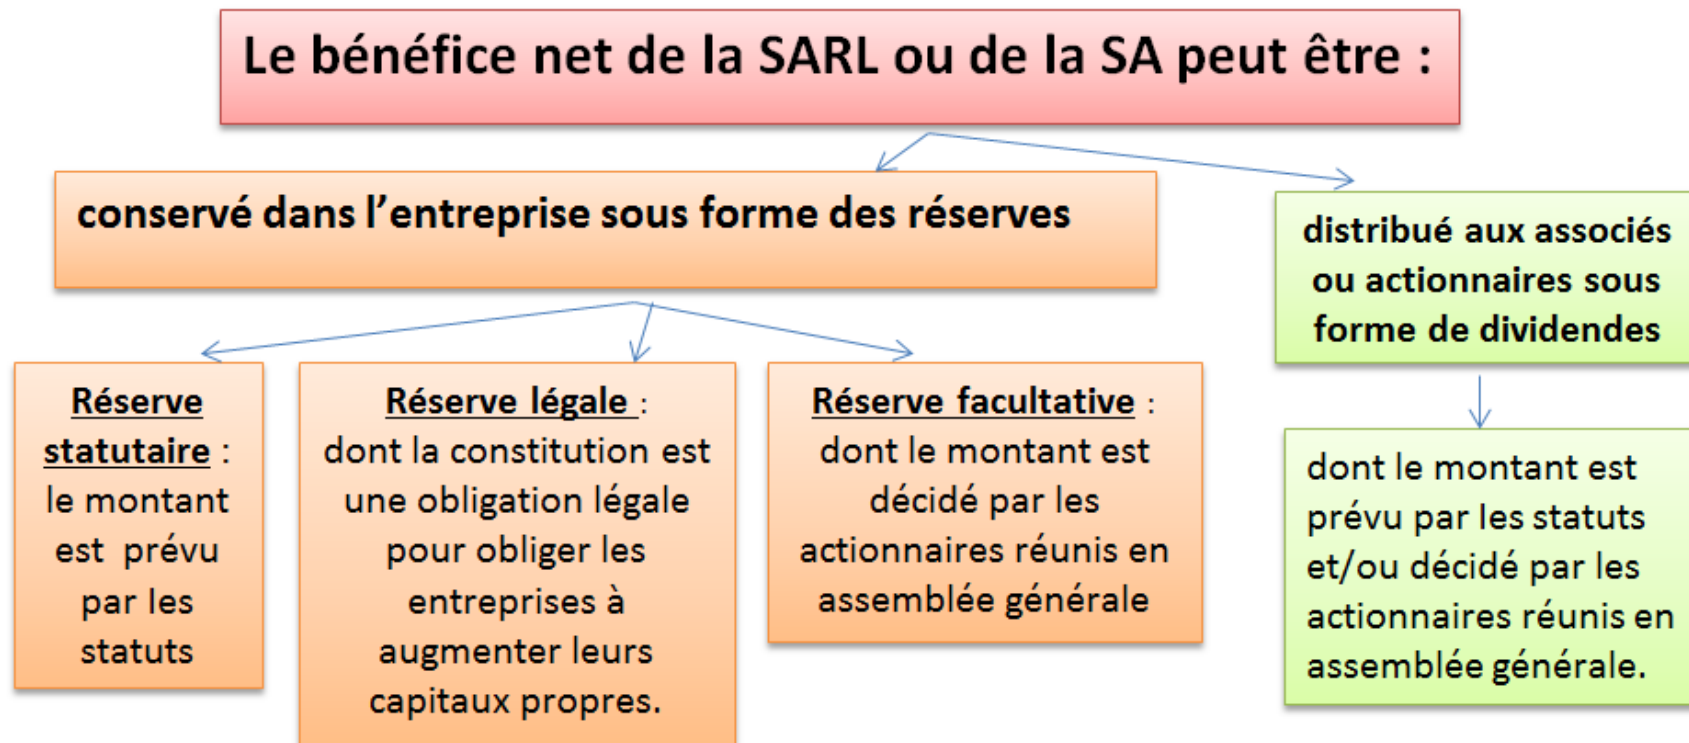 Le bénéfice net de la SARL ou de la SA peut être :
conservé dans l’entreprise sous forme des réserves
distribué aux associés
ou actionnaires sous
forme de dividendes
Réserve
statutaire :
le montant
est prévu
par les
statuts
Réserve légale :
dont la constitution est
une obligation légale
pour obliger les
entreprises à
augmenter leurs
capitaux propres.
Réserve facultative :
dont le montant est
décidé par les
actionnaires réunis en
assemblée générale
dont le montant est
prévu par les statuts
et/ou décidé par les
actionnaires réunis en
assemblée générale.